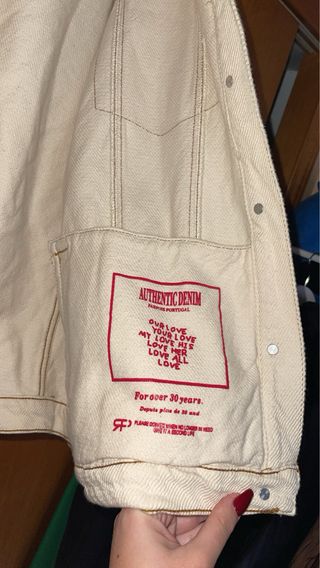 AUTHENTIC DENIM
OUR LOVE
YOUR LOVE
MY LOVE HIS
LOVE HER
LOVE ALL
LOVE
For over 30 years.
Depuis plus de 30 and
PLEASE DONATE WHEN NO LONGER IN NEED
GIVE IT A SECOND LIFE